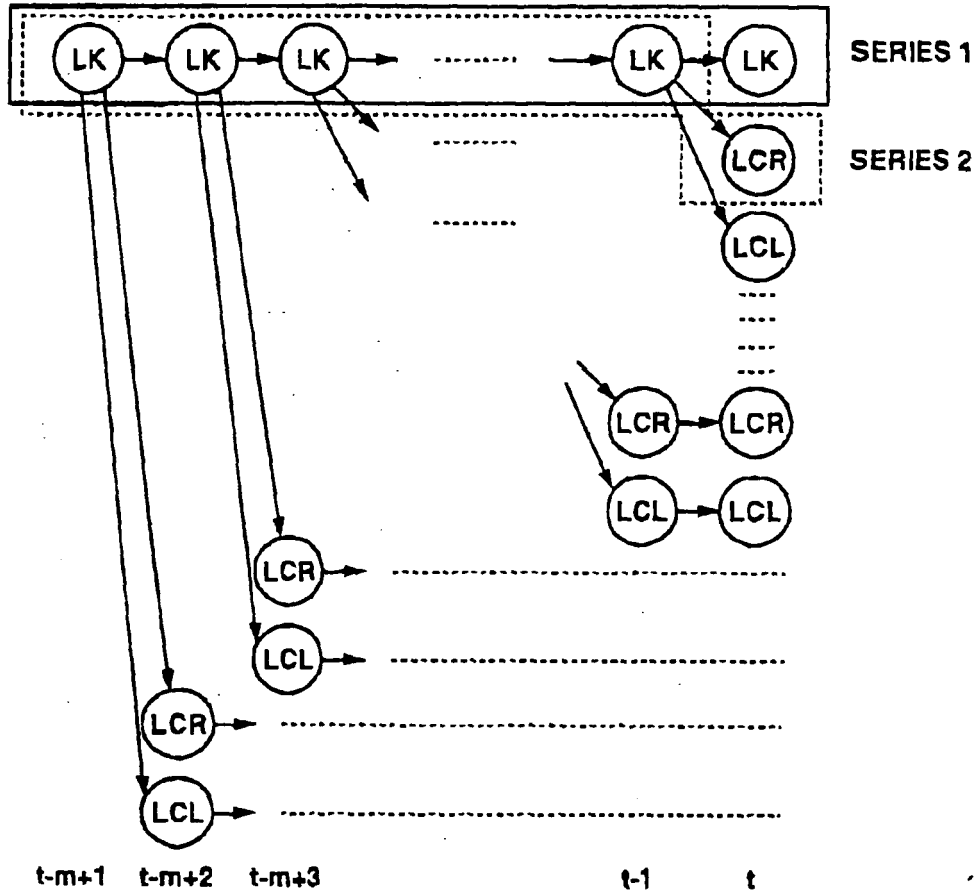 LK LK LK LK LK SERIES 1
LCR SERIES 2
LCL
LCR LCR
LCL LCL
LCR
LCL
LCR
LCL
t-m+1 t-m+2 t-m+3 t-1 t